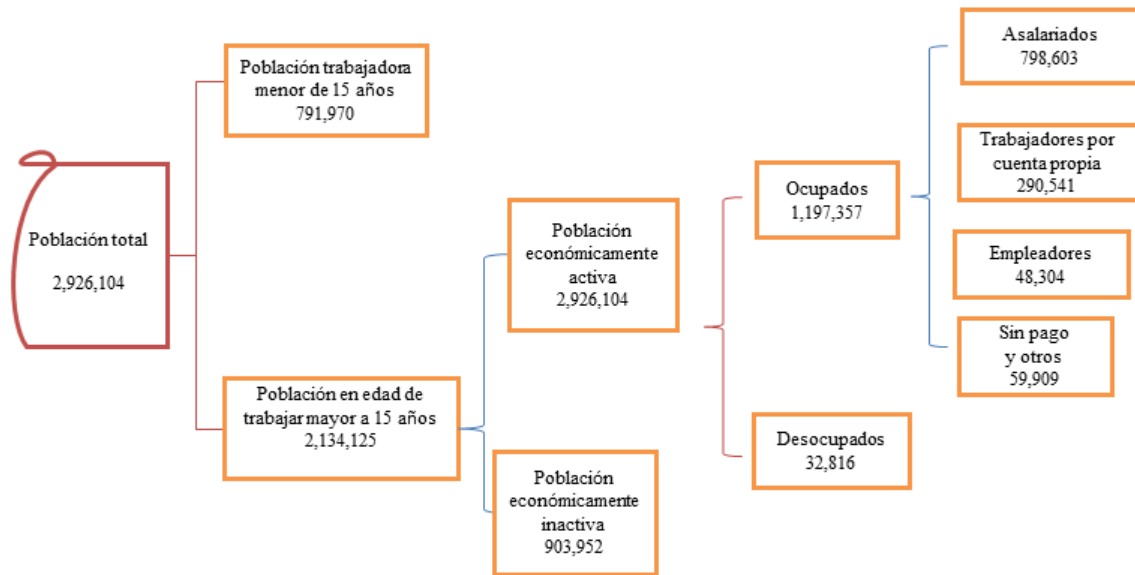 Población total
2,926,104
Población trabajadora
menor de 15 años
791,970
Población en edad de
trabajar mayor a 15 años
2,134,125
Población
económicamente
activa
2,926,104
Población
económicamente
inactiva
903,952
Ocupados
1,197,357
Desocupados
32,816
Asalariados
798,603
Trabajadores por
cuenta propia
290,541
Empleadores
48,304
Sin pago
y otros
59,909